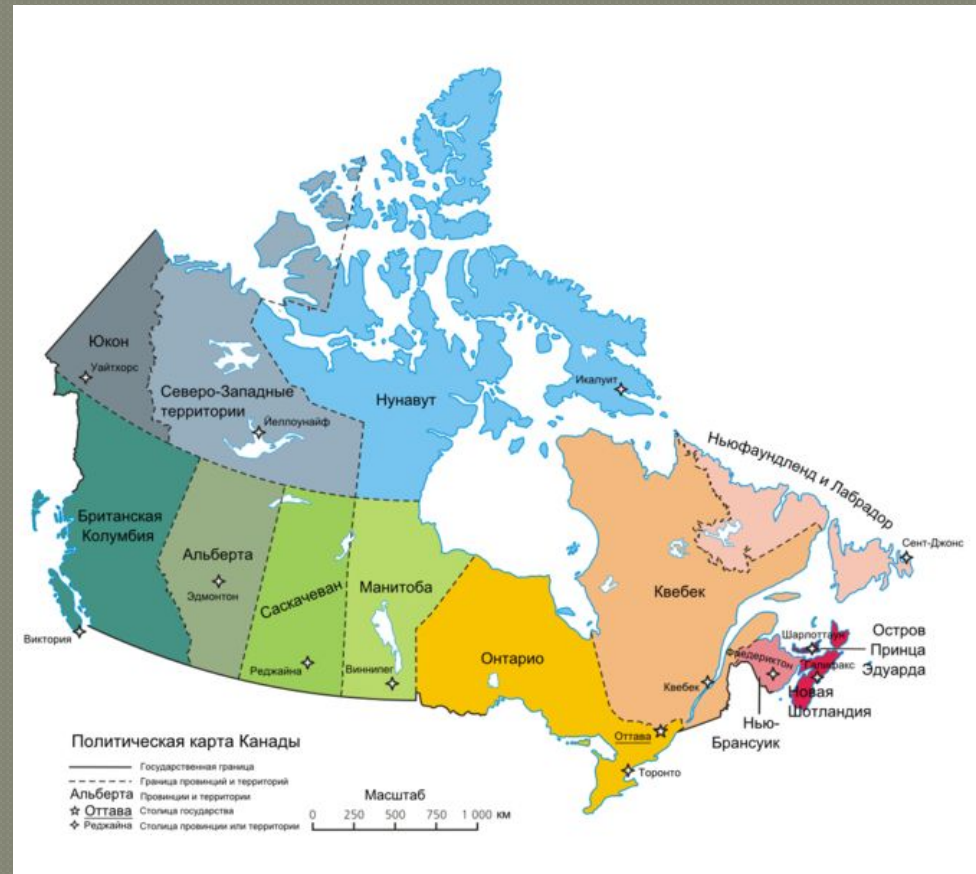 Юкон
Уайтхорс
Северо-Западные
территории
Йеллоунайф
Нунавут
Икалуит
Ньюфаундленд и Лабрадор
Сент-Джонс
Британская
Колумбия
Виктория
Альберта
Эдмонтон
Саскачеван
Реджайна
Манитоба
Виннипег
Онтарио
Квебек
Квебек
Шарлоттаун
Остров
Принца
Эдуарда
Фредериктон
Галифакс
Новая
Шотландия
Нью-
Брансуик
Оттава
Торонто
Политическая карта Канады
Государственная граница
Граница провинций и территорий
Альберта Провинции и территории
Оттава Столица государства
Реджайна Столица провинции или территории
Масштаб
0 250 500 750 1 000 км